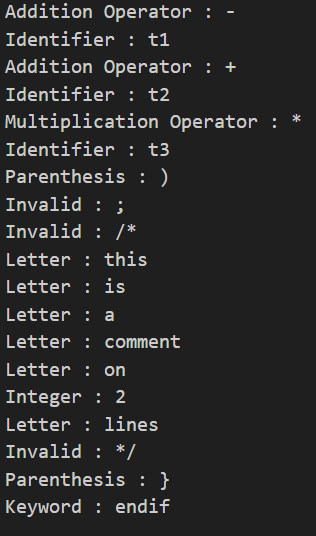 Addition Operator : -
Identifier : t1
Addition Operator : +
Identifier : t2
Multiplication Operator : *
Identifier : t3
Parenthesis : )
Invalid : ;
Invalid : /*
Letter : this
Letter : is
Letter : a
Letter : comment
Letter : on
Integer : 2
Letter : lines
Invalid : */
Parenthesis : }
Keyword : endif